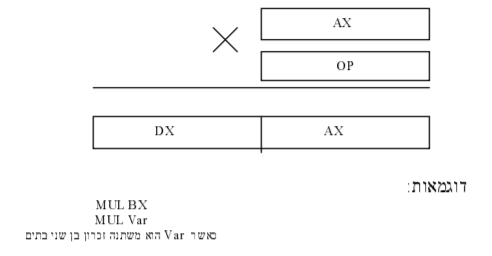 AX
OP
DX AX
דוגמאות:
MUL BX
MUL Var
כאשר Var הוא משתנה זכרון בן שני בתים